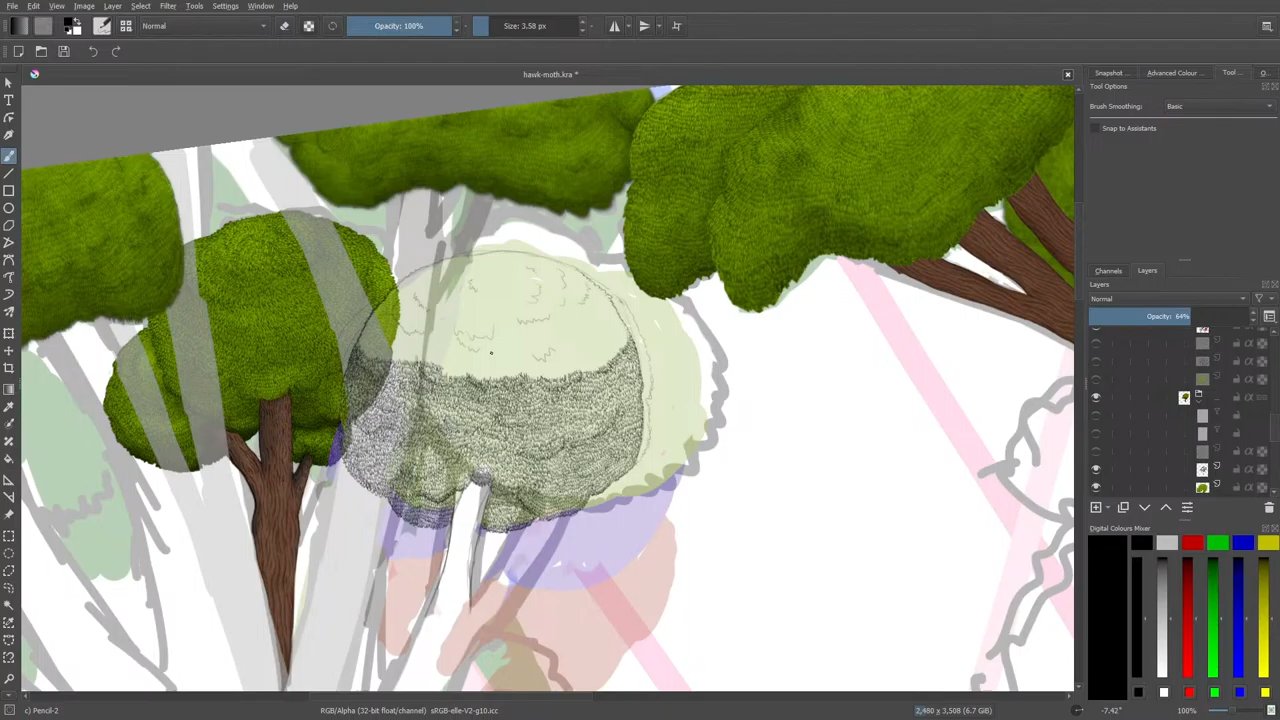 File Edit View Image Layer Select Filter Tools Settings Window Help
Normal Opacity: 100% Size: 3.58 px
hawk-moth.kra *
Snapshot ... Advanced Colour ... Tool ... O...
Tool Options
Brush Smoothing: Basic
Snap to Assistants
Channels Layers
Layers
Normal
Opacity: 64%
Digital Colours Mixer
c) Pencil-2 RGB/Alpha (32-bit float/channel) sRGB-elle-V2-g10.icc 2,480 x 3,508 (6.7 GiB) -7.42° 100%